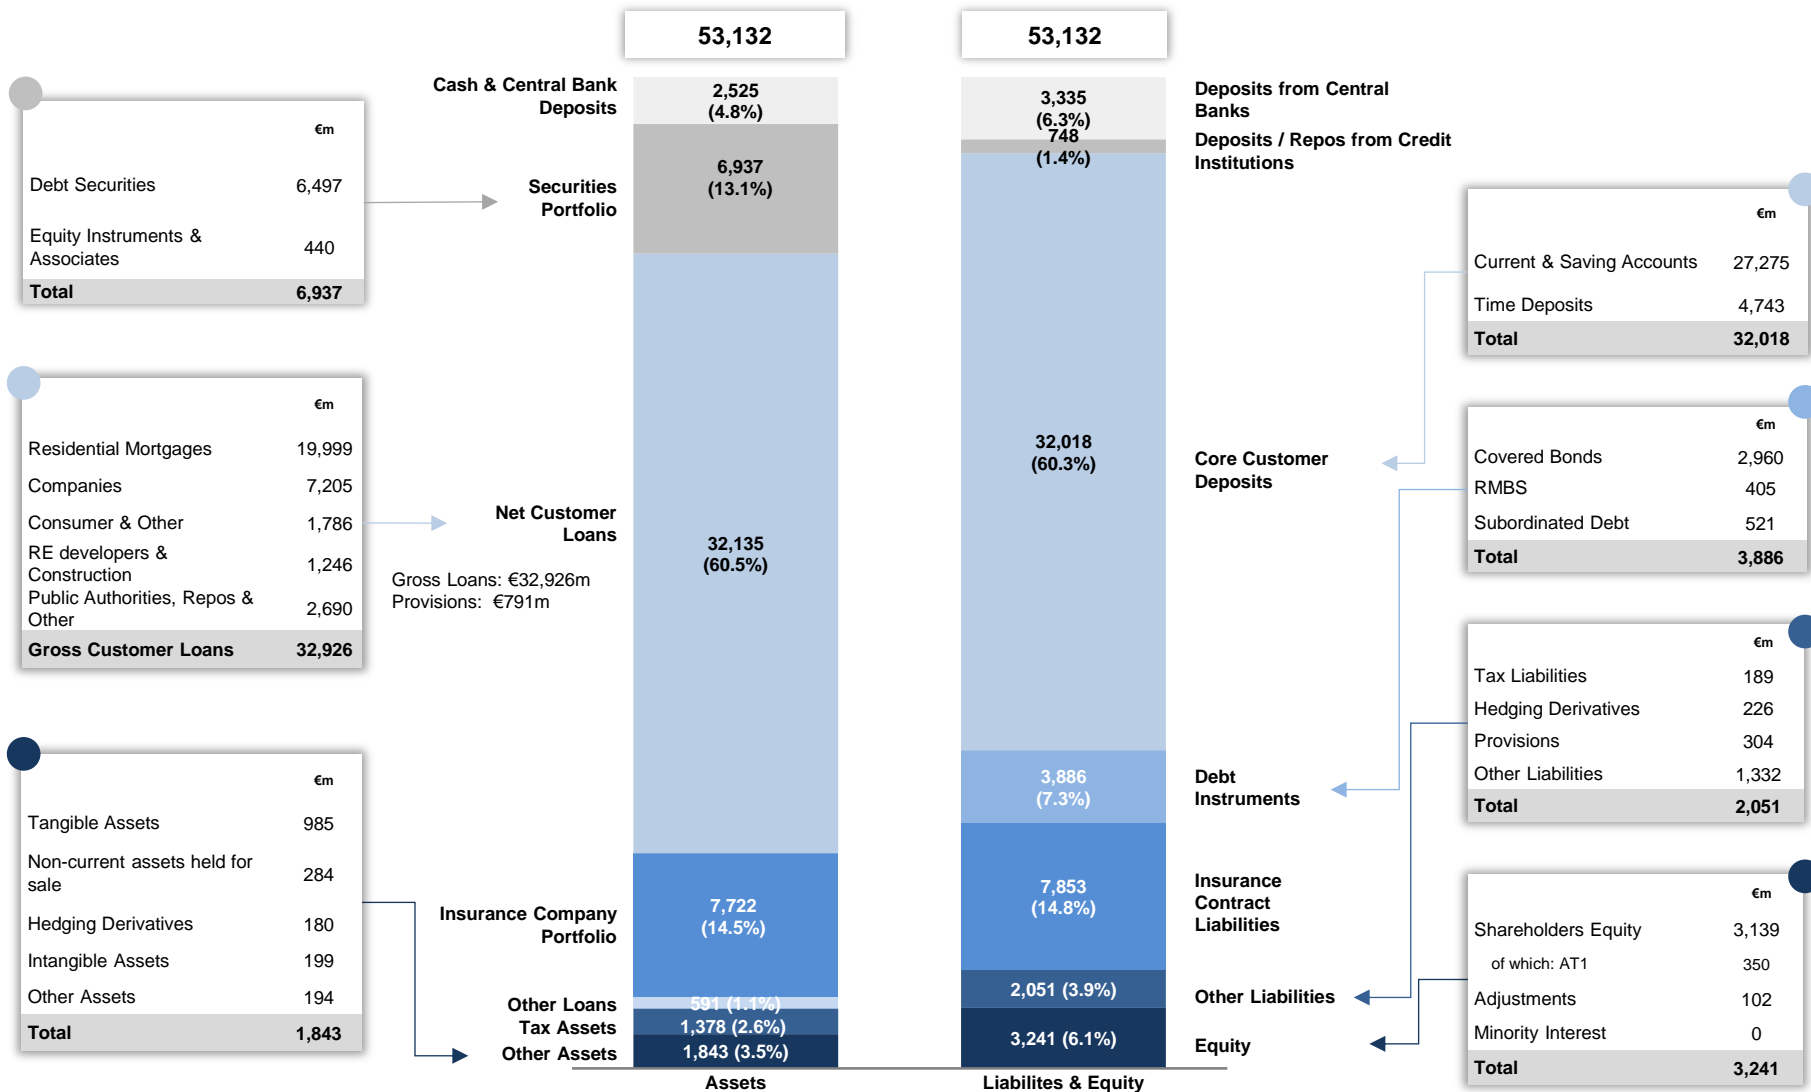 53,132
53,132
Cash & Central Bank
Deposits
2,525
(4.8%)
Securities
Portfolio
6,937
(13.1%)
Net Customer
Loans
Gross Loans: €32,926m
Provisions: €791m
32,135
(60.5%)
Insurance Company
Portfolio
7,722
(14.5%)
Other Loans
591 (1.1%)
Tax Assets
1,378 (2.6%)
Other Assets
1,843 (3.5%)
Assets
3,335
(6.3%)
Deposits from Central
Banks
748
(1.4%)
Deposits / Repos from Credit
Institutions
32,018
(60.3%)
Core Customer
Deposits
3,886
(7.3%)
Debt
Instruments
7,853
(14.8%)
Insurance
Contract
Liabilities
2,051 (3.9%)
Other Liabilities
3,241 (6.1%)
Equity
Liabilites & Equity
€m
Debt Securities 6,497
Equity Instruments &
Associates 440
Total 6,937
€m
Residential Mortgages 19,999
Companies 7,205
Consumer & Other 1,786
RE developers &
Construction 1,246
Public Authorities, Repos &
Other 2,690
Gross Customer Loans 32,926
€m
Tangible Assets 985
Non-current assets held for
sale 284
Hedging Derivatives 180
Intangible Assets 199
Other Assets 194
Total 1,843
€m
Current & Saving Accounts 27,275
Time Deposits 4,743
Total 32,018
€m
Covered Bonds 2,960
RMBS 405
Subordinated Debt 521
Total 3,886
€m
Tax Liabilities 189
Hedging Derivatives 226
Provisions 304
Other Liabilities 1,332
Total 2,051
€m
Shareholders Equity 3,139
of which: AT1 350
Adjustments 102
Minority Interest 0
Total 3,241